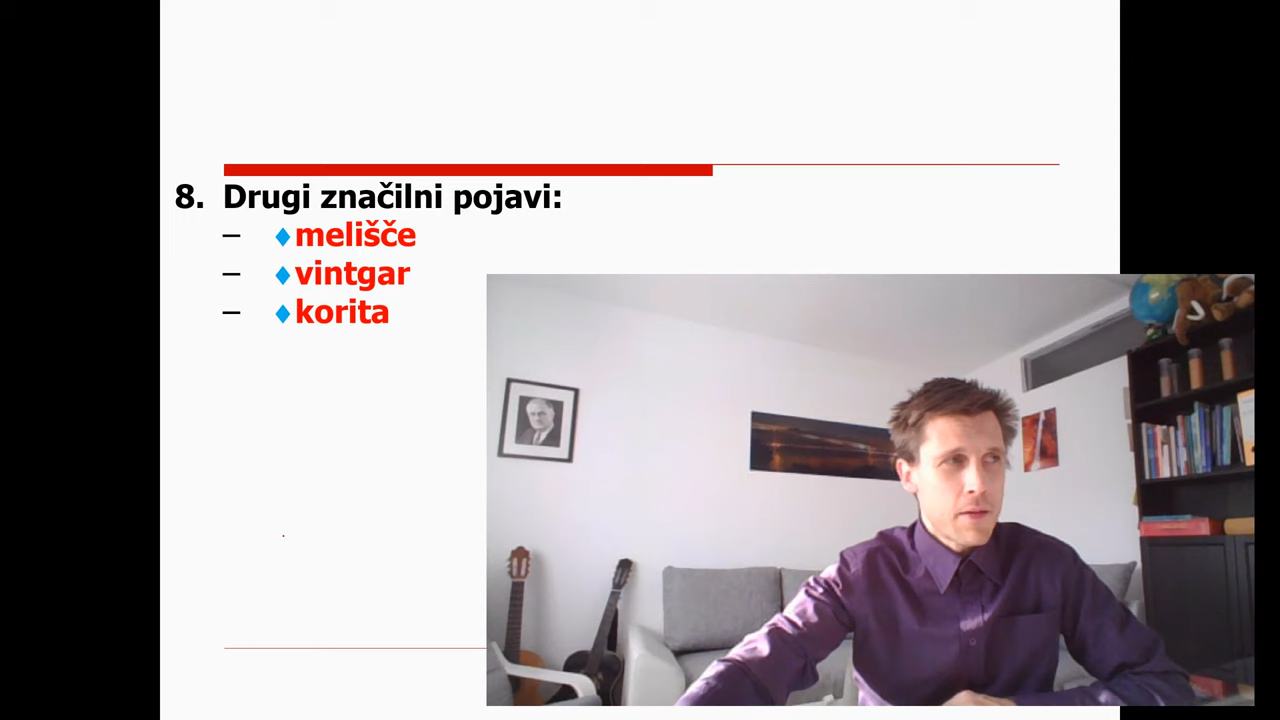 8. Drugi značilni pojavi:
– ♦melišče
– ♦vintgar
– ♦korita